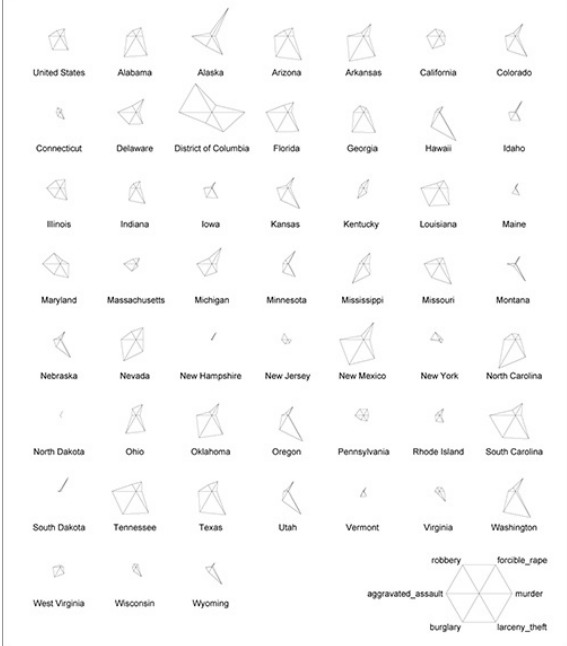 United States Alabama Alaska Arizona Arkansas California Colorado
Connecticut Delaware District of Columbia Florida Georgia Hawaii Idaho
Illinois Indiana Iowa Kansas Kentucky Louisiana Maine
Maryland Massachusetts Michigan Minnesota Mississippi Missouri Montana
Nebraska Nevada New Hampshire New Jersey New Mexico New York North Carolina
North Dakota Ohio Oklahoma Oregon Pennsylvania Rhode Island South Carolina
South Dakota Tennessee Texas Utah Vermont Virginia Washington
robbery forcible_rape
aggravated_assault murder
West Virginia Wisconsin Wyoming
burglary larceny_theft